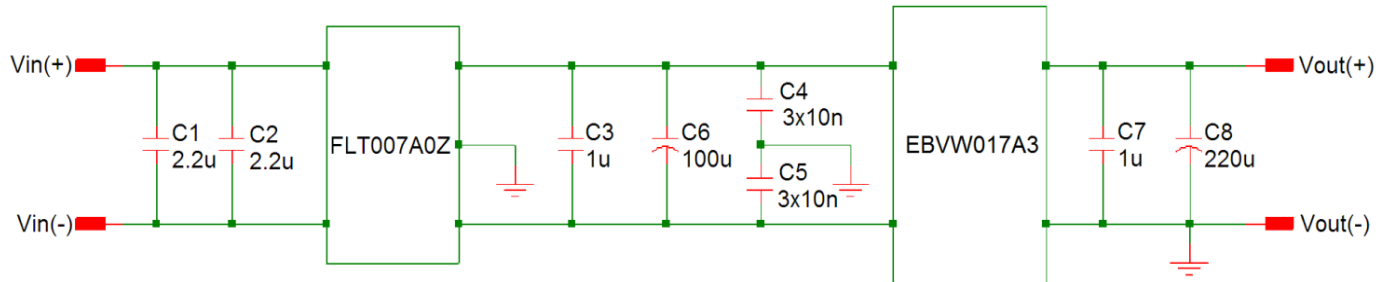 Vin(+)
Vin(-)
C1
2.2u
C2
2.2u
FLT007A0Z
C3
1u
C6
100u
C4
3x10n
C5
3x10n
EBVW017A3
C7
1u
C8
220u
Vout(+)
Vout(-)